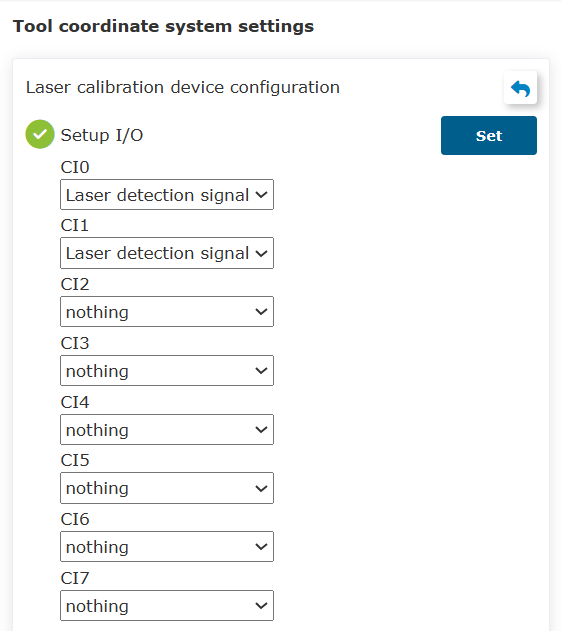 Tool coordinate system settings
Laser calibration device configuration
Setup I/O
Set
CI0
Laser detection signal
CI1
Laser detection signal
CI2
nothing
CI3
nothing
CI4
nothing
CI5
nothing
CI6
nothing
CI7
nothing